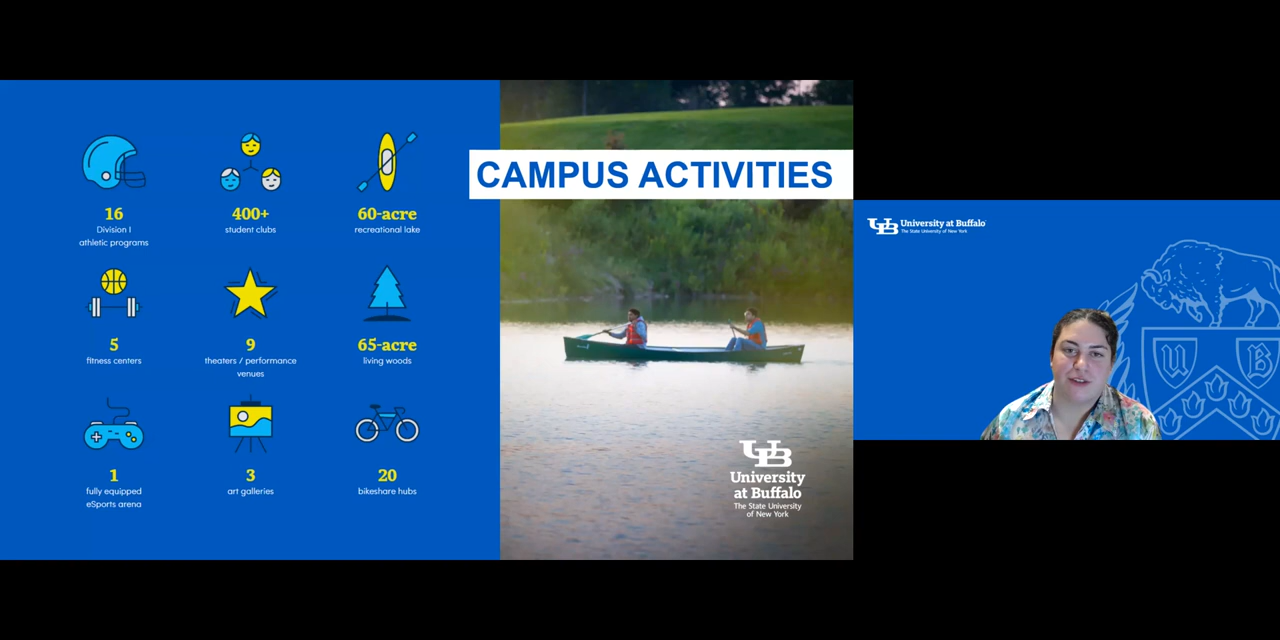 CAMPUS ACTIVITIES
16
Division I
athletic programs
400+
student clubs
60-acre
recreational lake
5
fitness centers
9
theaters / performance
venues
65-acre
living woods
1
fully equipped
eSports arena
3
art galleries
20
bikeshare hubs
UB
University
at Buffalo
The State University
of New York
UB University at Buffalo
The State University of New York
U B